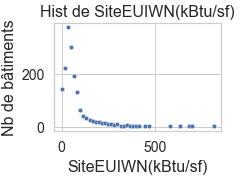 Hist de SiteEUIWN(kBtu/sf)
Nb de bâtiments
200
0
0
500
SiteEUIWN(kBtu/sf)